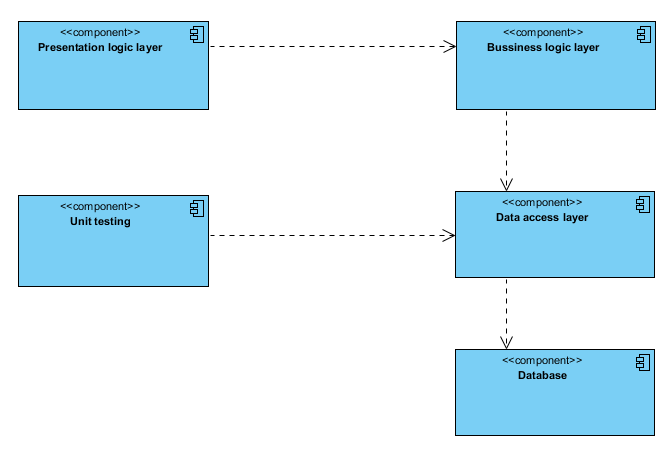 <<component>>
Presentation logic layer
<<component>>
Bussiness logic layer
<<component>>
Unit testing
<<component>>
Data access layer
<<component>>
Database